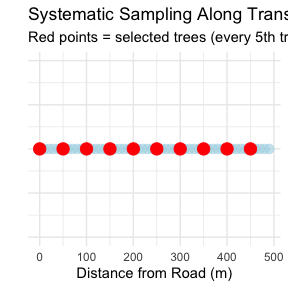 Systematic Sampling Along Trans
Red points = selected trees (every 5th tr
0 100 200 300 400 500
Distance from Road (m)